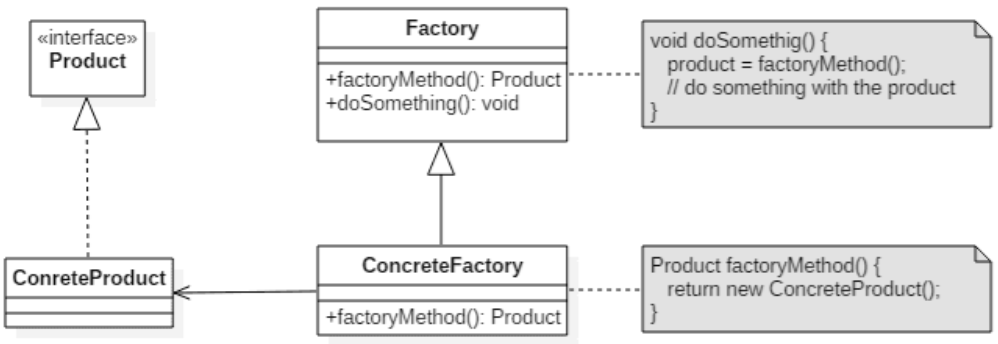 «interface»
Product
Factory
+factoryMethod(): Product
+doSomething(): void
void doSomethig() {
product = factoryMethod();
// do something with the product
}
ConreteProduct
ConcreteFactory
+factoryMethod(): Product
Product factoryMethod() {
return new ConcreteProduct();
}